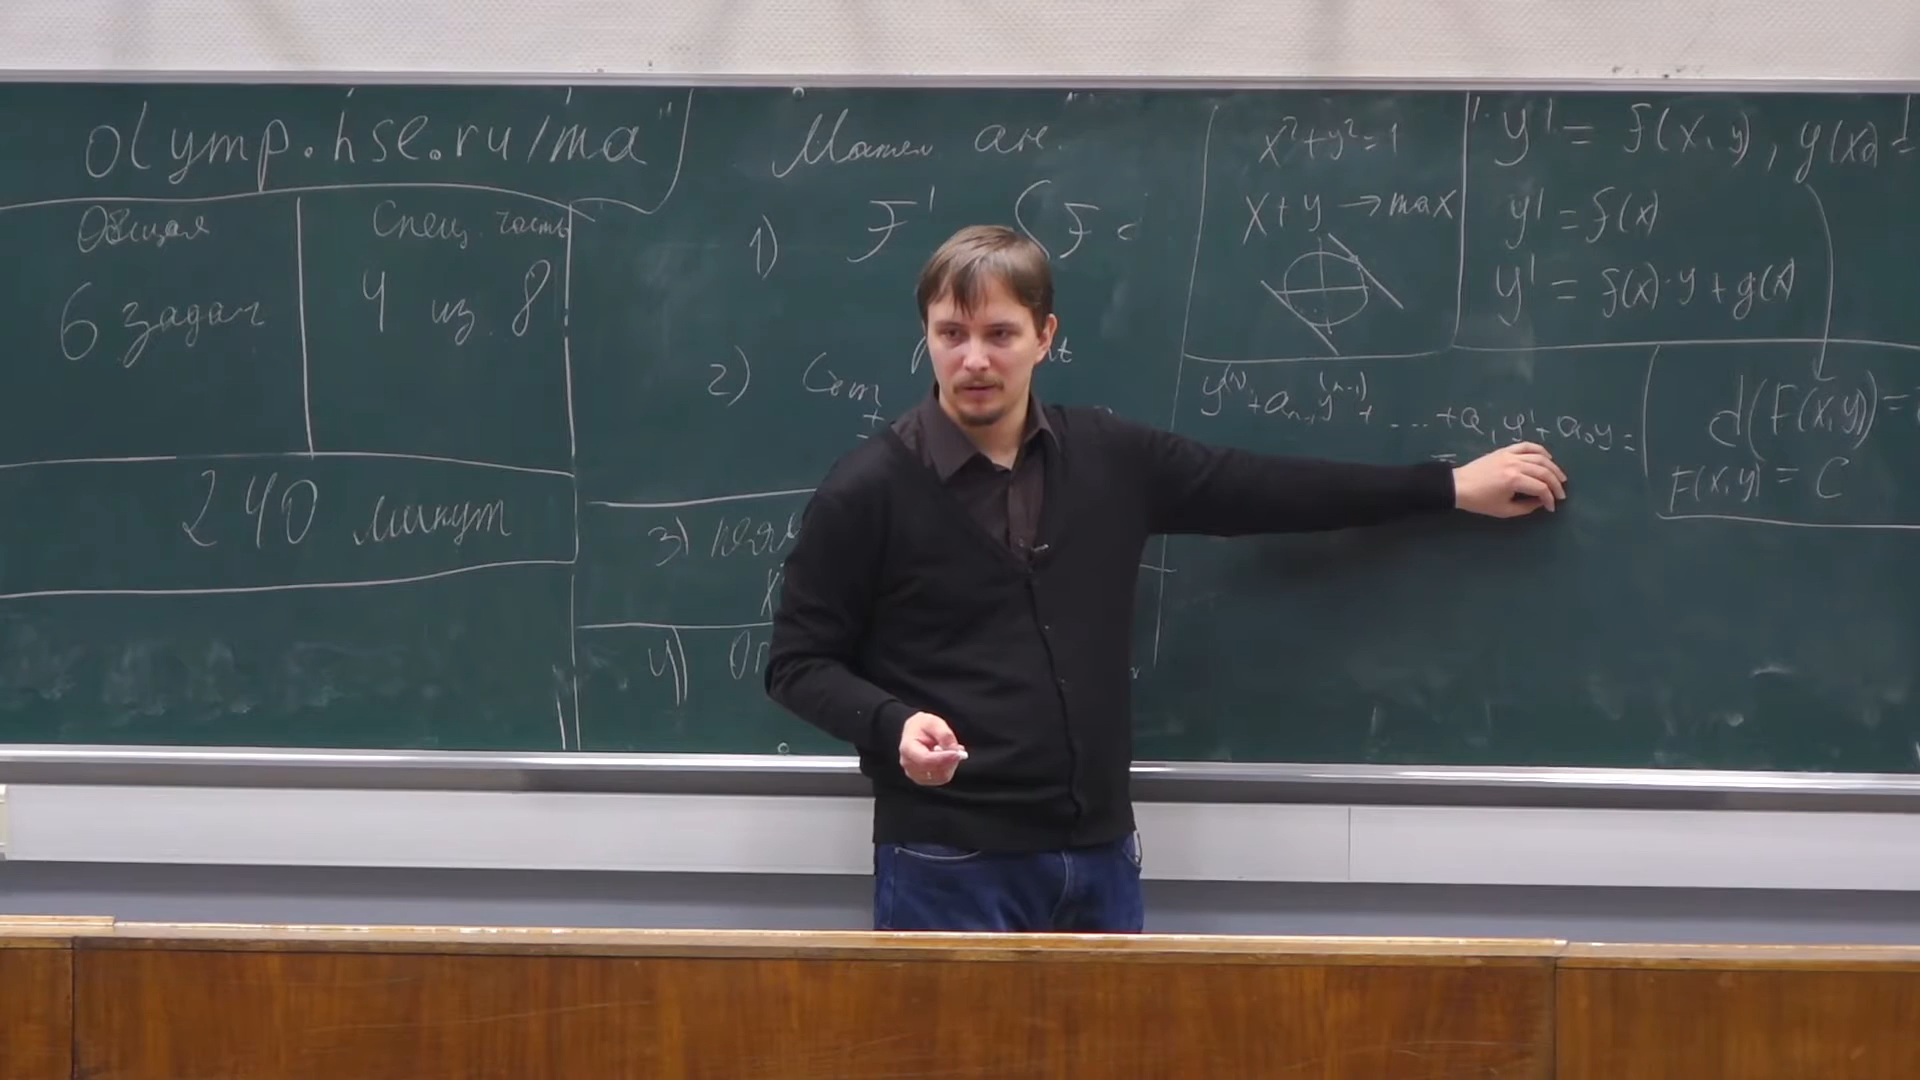 olymp.hse.ru/ma
Общая
6 задач
Спец. часть
4 из 8
240 минут
Матем ан.
1) F' ∫F
2)
3)
4)
x²+y²=1
x+y → max
y⁽ⁿ⁾+aₙ₋₁y⁽ⁿ⁻¹⁾+ ... +a₁y'+a₀y=
y' = f(x,y), y(x₀)=
y' = f(x)
y' = f(x)·y+g(x)
d(F(x,y))=
F(x,y) = C